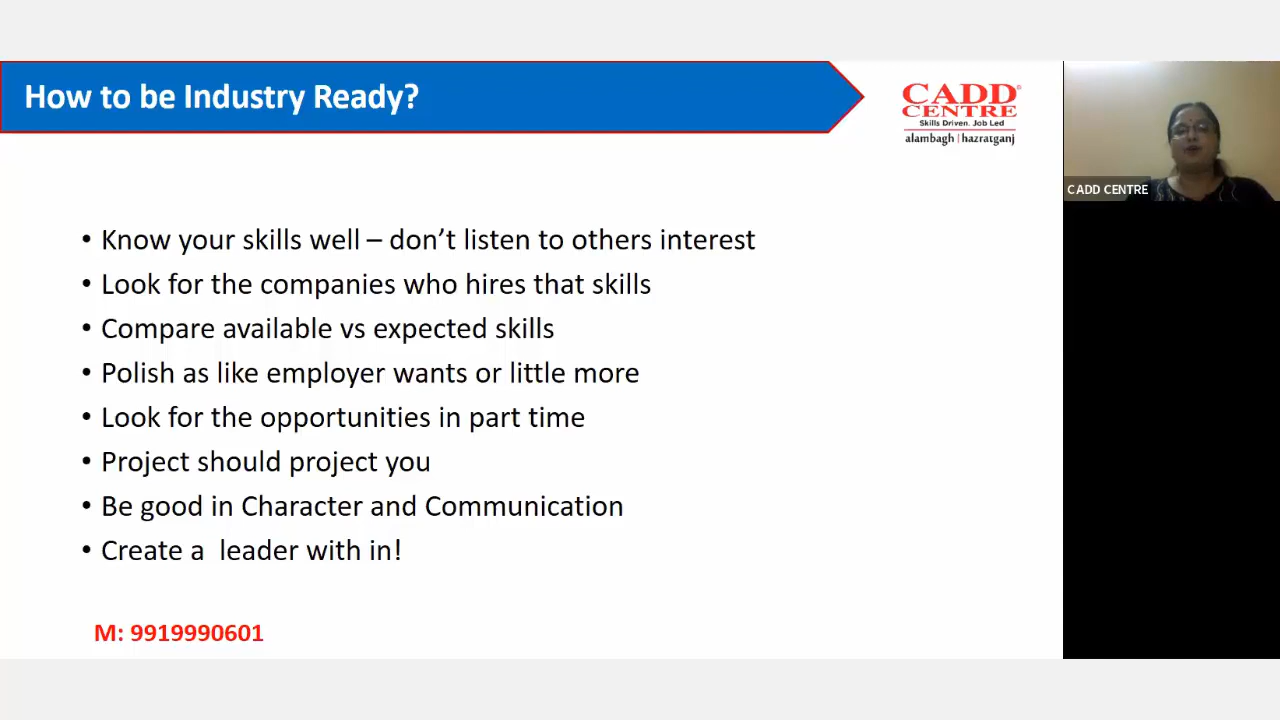 How to be Industry Ready?
CADD
CENTRE
Skills Driven. Job Led
alambagh | hazratganj
CADD CENTRE
• Know your skills well – don’t listen to others interest
• Look for the companies who hires that skills
• Compare available vs expected skills
• Polish as like employer wants or little more
• Look for the opportunities in part time
• Project should project you
• Be good in Character and Communication
• Create a  leader with in!
M: 9919990601